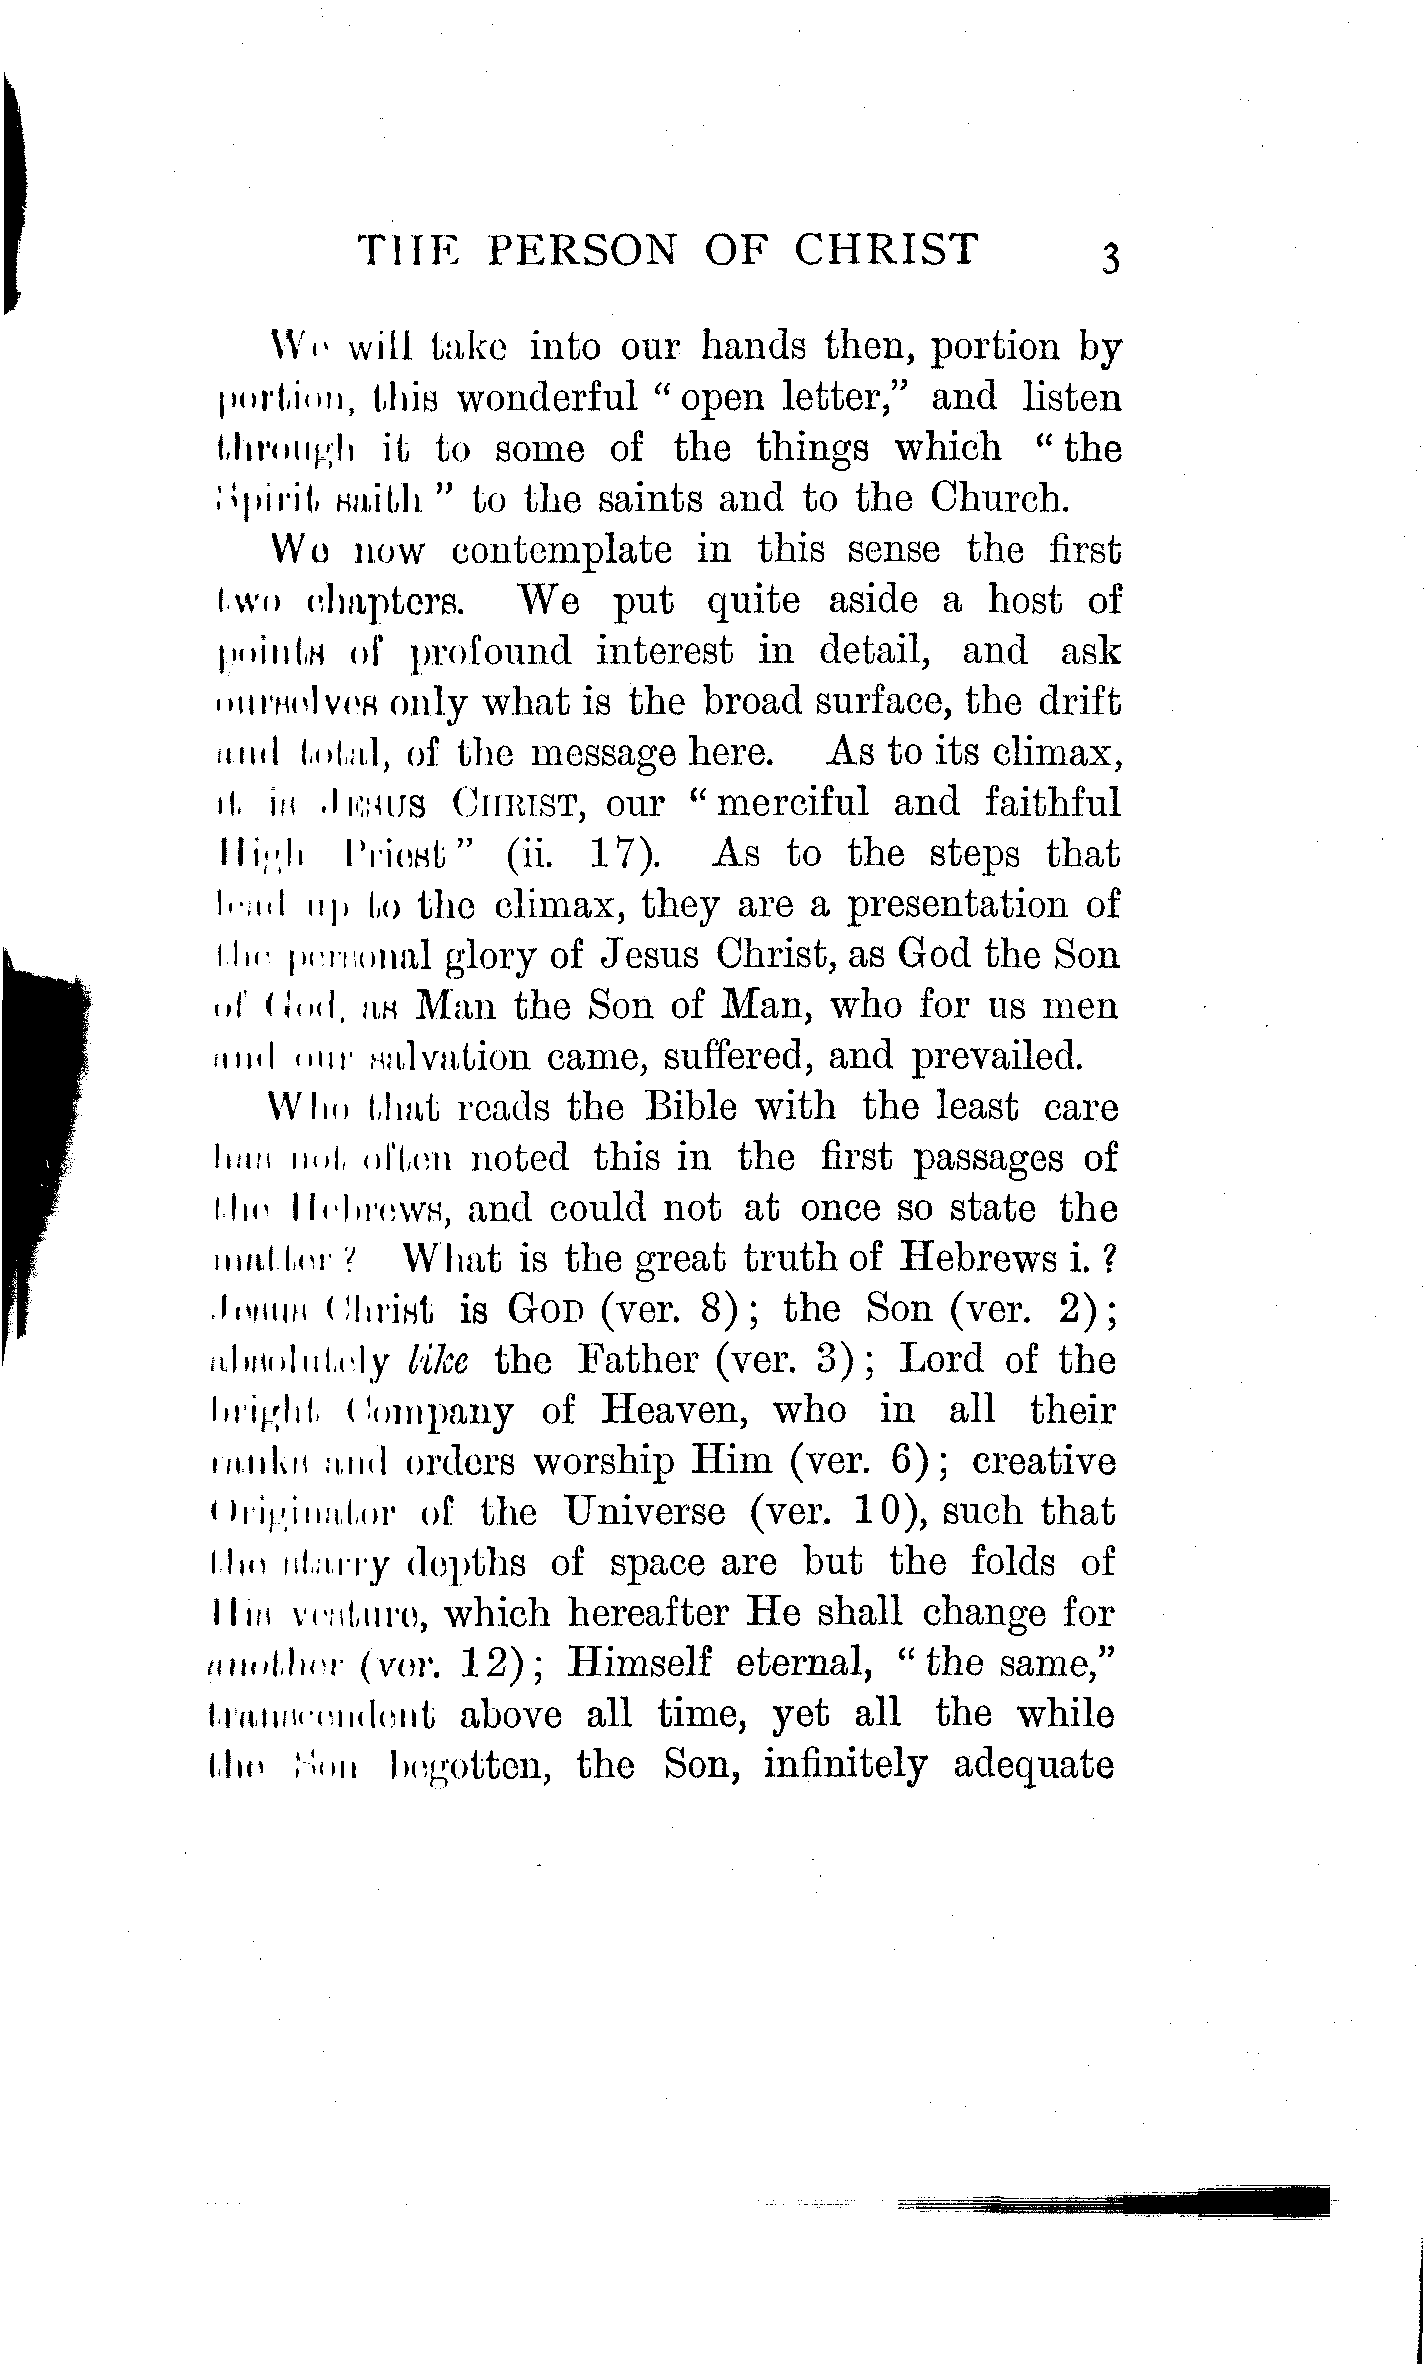 THE PERSON OF CHRIST 3
We will take into our hands then, portion by
portion, this wonderful “open letter,” and listen
through it to some of the things which “the
Spirit saith” to the saints and to the Church.
We now contemplate in this sense the first
two chapters. We put quite aside a host of
points of profound interest in detail, and ask
ourselves only what is the broad surface, the drift
and total, of the message here. As to its climax,
it is JESUS CHRIST, our “merciful and faithful
High Priest” (ii. 17). As to the steps that
lead up to the climax, they are a presentation of
the personal glory of Jesus Christ, as God the Son
of God, as Man the Son of Man, who for us men
and our salvation came, suffered, and prevailed.
Who that reads the Bible with the least care
has not often noted this in the first passages of
the Hebrews, and could not at once so state the
matter? What is the great truth of Hebrews i.?
Jesus Christ is GOD (ver. 8); the Son (ver. 2);
absolutely like the Father (ver. 3); Lord of the
bright Company of Heaven, who in all their
ranks and orders worship Him (ver. 6); creative
Originator of the Universe (ver. 10), such that
the starry depths of space are but the folds of
His vesture, which hereafter He shall change for
another (ver. 12); Himself eternal, “the same,”
transcendent above all time, yet all the while
the Son begotten, the Son, infinitely adequate